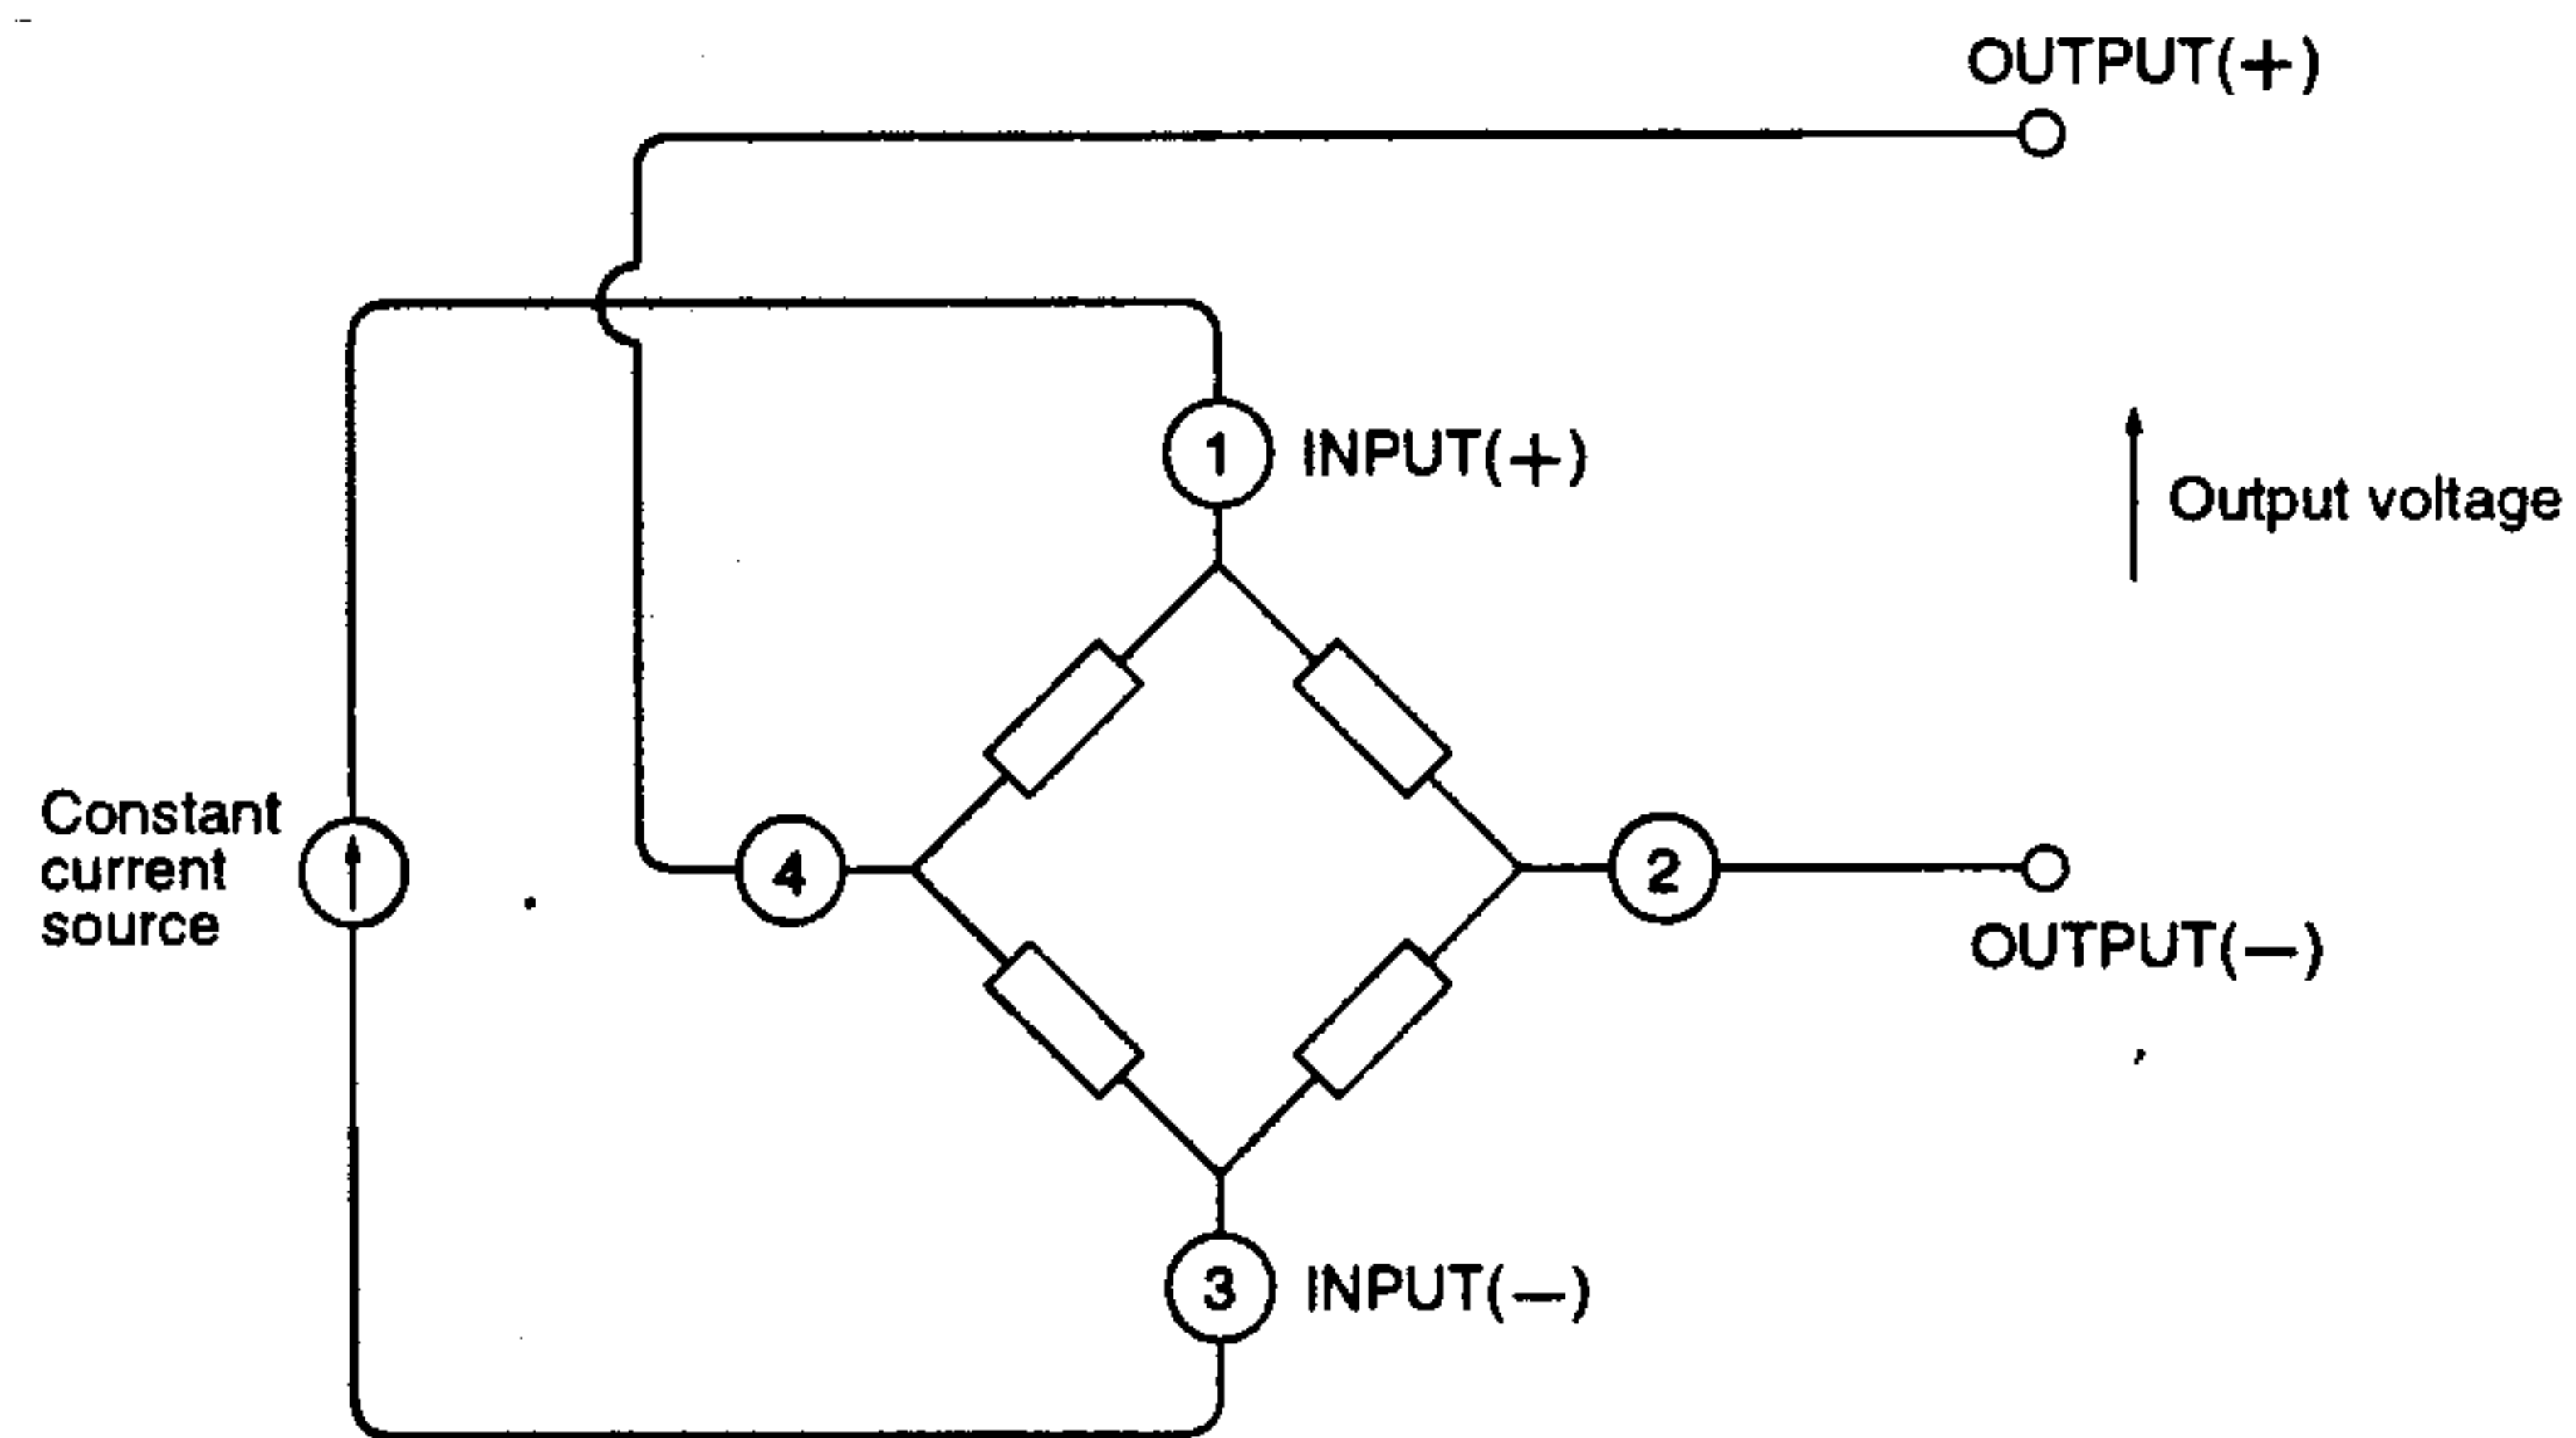 OUTPUT(+)
1 INPUT(+)
Output voltage
Constant
current
source
4
2
OUTPUT(−)
3 INPUT(−)